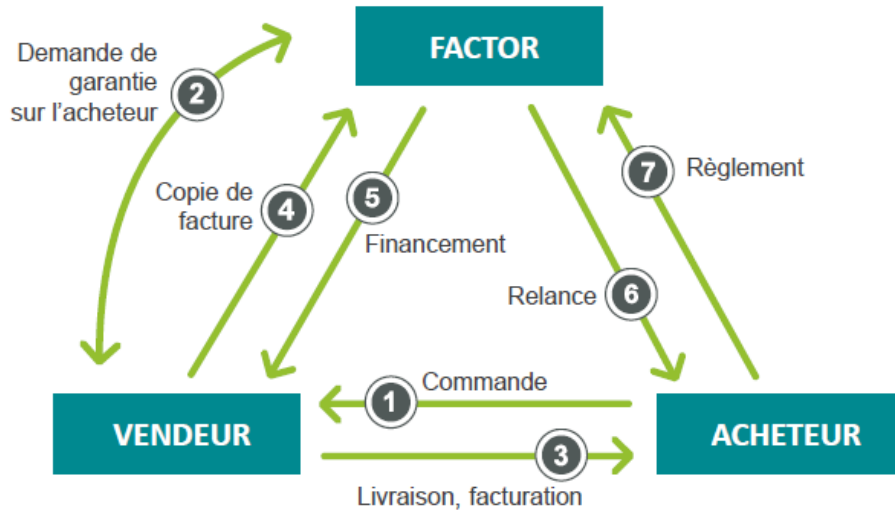 FACTOR
Demande de
garantie
sur l'acheteur
2
Copie de
facture
4
5
Financement
7
Règlement
Relance
6
Commande
1
VENDEUR
ACHETEUR
3
Livraison, facturation